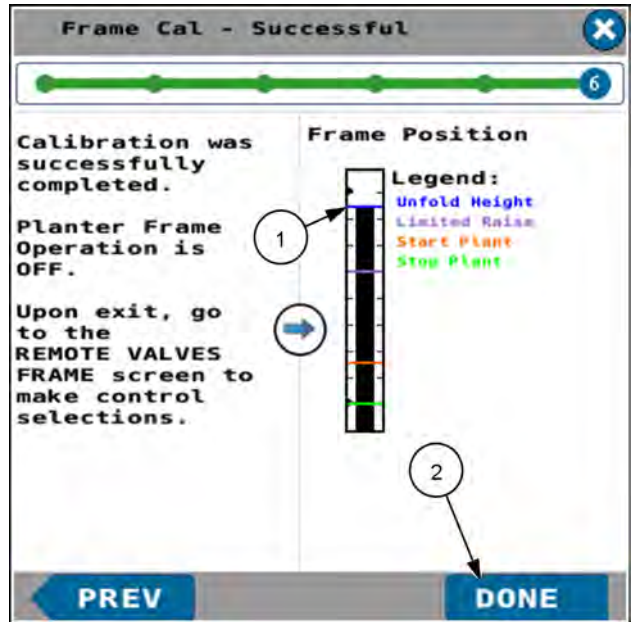 Frame Cal - Successful
6
Calibration was
successfully
completed.
Planter Frame
Operation is
OFF.
Upon exit, go
to the
REMOTE VALVES
FRAME screen to
make control
selections.
Frame Position
Legend:
Unfold Height
Limited Raise
Start Plant
Stop Plant
1
2
PREV
DONE